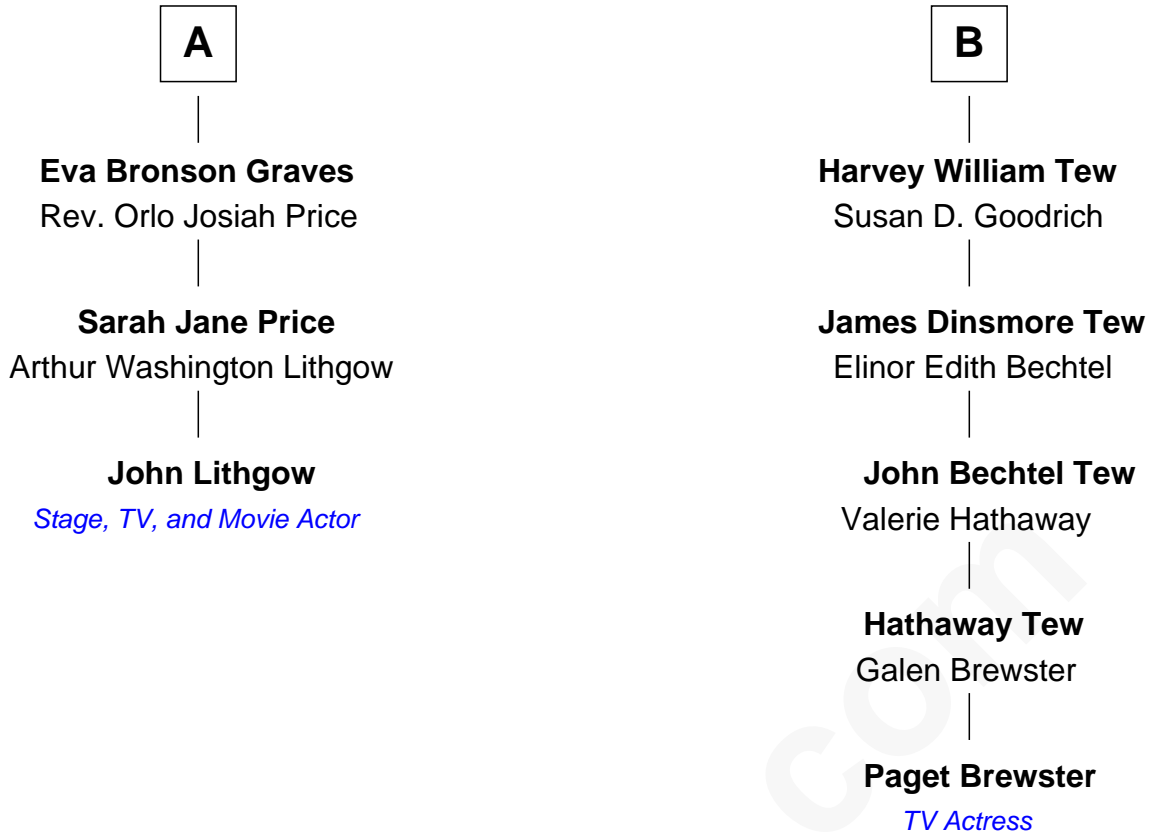 A
Eva Bronson Graves
Rev. Orlo Josiah Price
Sarah Jane Price
Arthur Washington Lithgow
John Lithgow
Stage, TV, and Movie Actor
B
Harvey William Tew
Susan D. Goodrich
James Dinsmore Tew
Elinor Edith Bechtel
John Bechtel Tew
Valerie Hathaway
Hathaway Tew
Galen Brewster
Paget Brewster
TV Actress
com